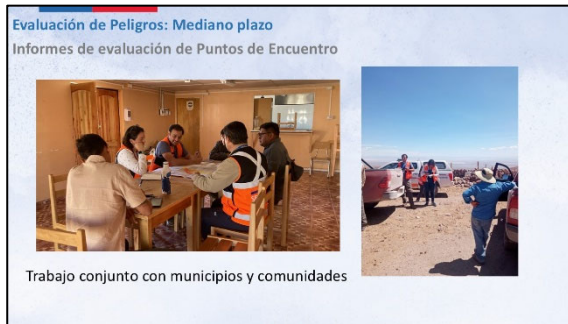 Evaluación de Peligros: Mediano plazo
Informes de evaluación de Puntos de Encuentro
Trabajo conjunto con municipios y comunidades